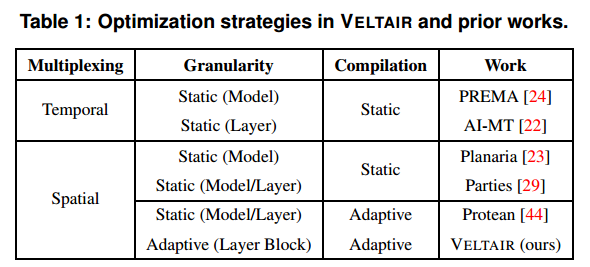 Table 1: Optimization strategies in VELTAIR and prior works.
Multiplexing Granularity Compilation Work
Temporal
Static (Model) PREMA [24]
Static
Static (Layer) AI-MT [22]
Spatial
Static (Model) Planaria [23]
Static
Static (Model/Layer) Parties [29]
Static (Model/Layer) Adaptive Protean [44]
Adaptive (Layer Block) Adaptive VELTAIR (ours)